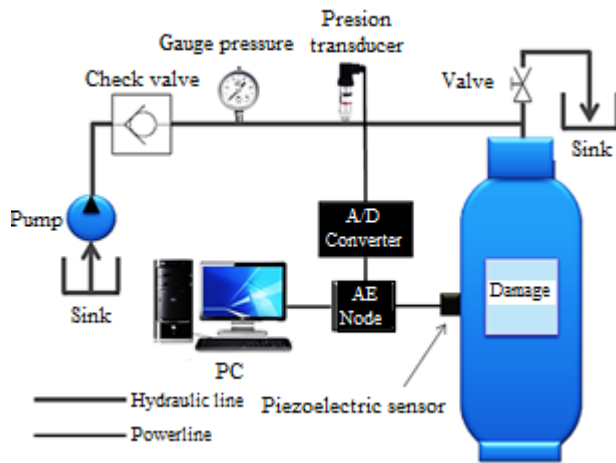 Gauge pressure
Presion
transducer
Check valve
Valve
Sink
Pump
A/D
Converter
AE
Node
Damage
Sink
PC
Piezoelectric sensor
Hydraulic line
Powerline